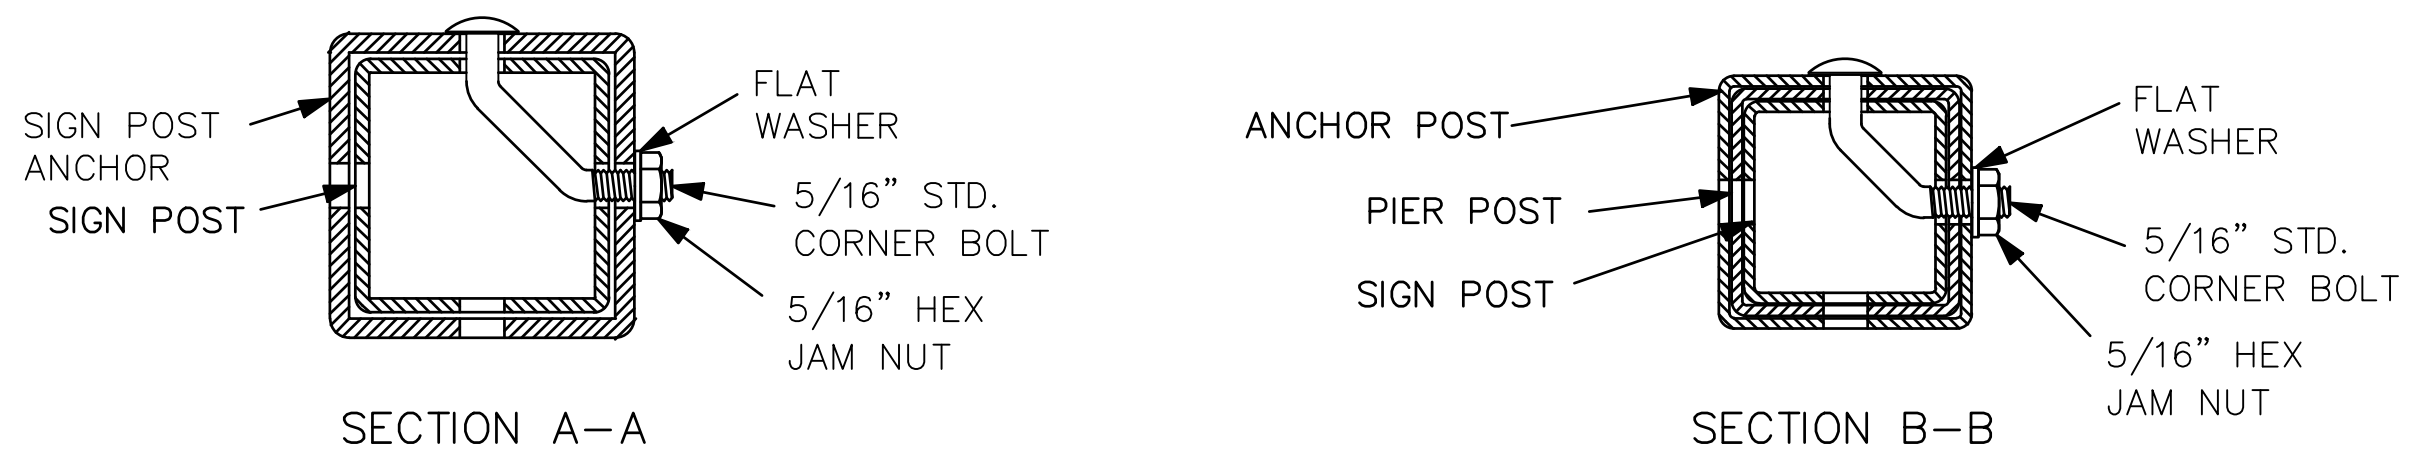 SIGN POST
ANCHOR
SIGN POST
FLAT
WASHER
5/16” STD.
CORNER BOLT
5/16” HEX
JAM NUT
SECTION A–A
ANCHOR POST
PIER POST
SIGN POST
FLAT
WASHER
5/16” STD.
CORNER BOLT
5/16” HEX
JAM NUT
SECTION B–B